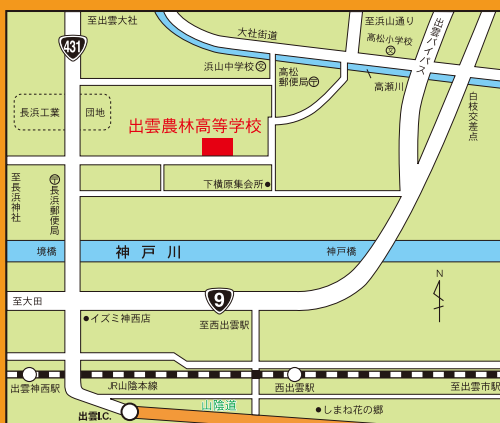 至出雲大社
431
大社街道
至浜山通り
高松小学校
出雲バイパス
浜山中学校
高松
郵便局
高瀬川
白枝交差点
長浜工業
団地
出雲農林高等学校
至長浜神社
長浜郵便局
下横原集会所
境橋
神戸川
神戸橋
N
至大田
9
イズミ神西店
至西出雲駅
出雲神西駅
JR山陰本線
西出雲駅
至出雲市駅
山陰道
出雲I.C.
しまね花の郷